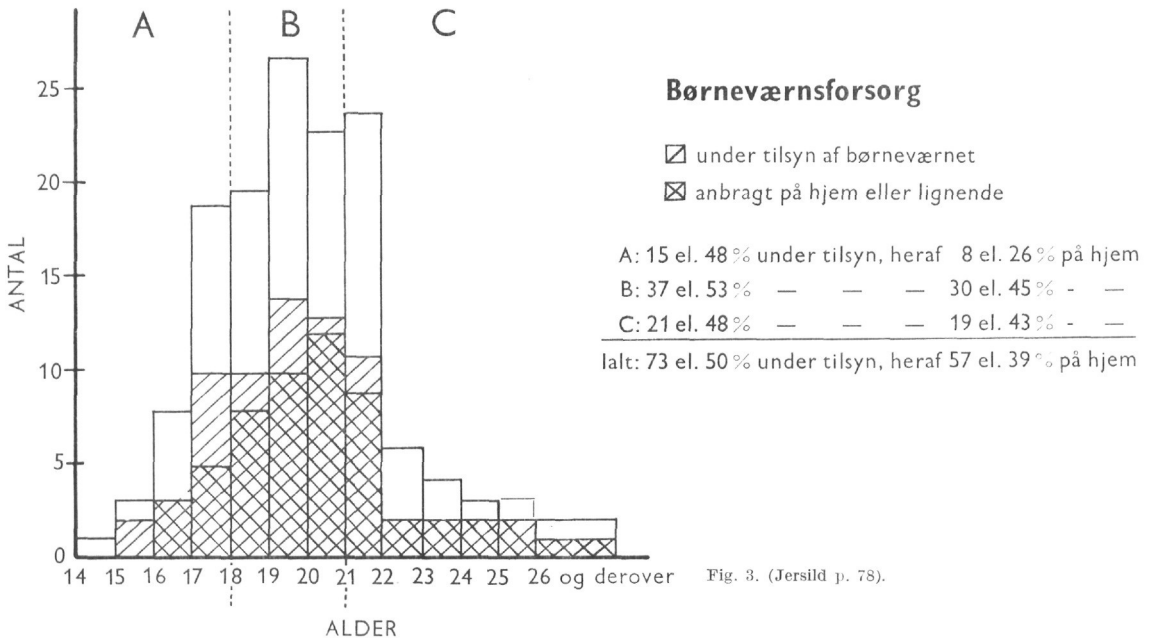 A B C
25
20
15
10
5
0
ANTAL
14 15 16 17 18 19 20 21 22 23 24 25 26 og derover
ALDER
Børneværnsforsorg
under tilsyn af børneværnet
anbragt på hjem eller lignende
A: 15 el. 48 % under tilsyn, heraf 8 el. 26 % på hjem
B: 37 el. 53 % — — — 30 el. 45 % - —
C: 21 el. 48 % — — — 19 el. 43 % - —
Ialt: 73 el. 50 % under tilsyn, heraf 57 el. 39 % på hjem
Fig. 3. (Jersild p. 78).